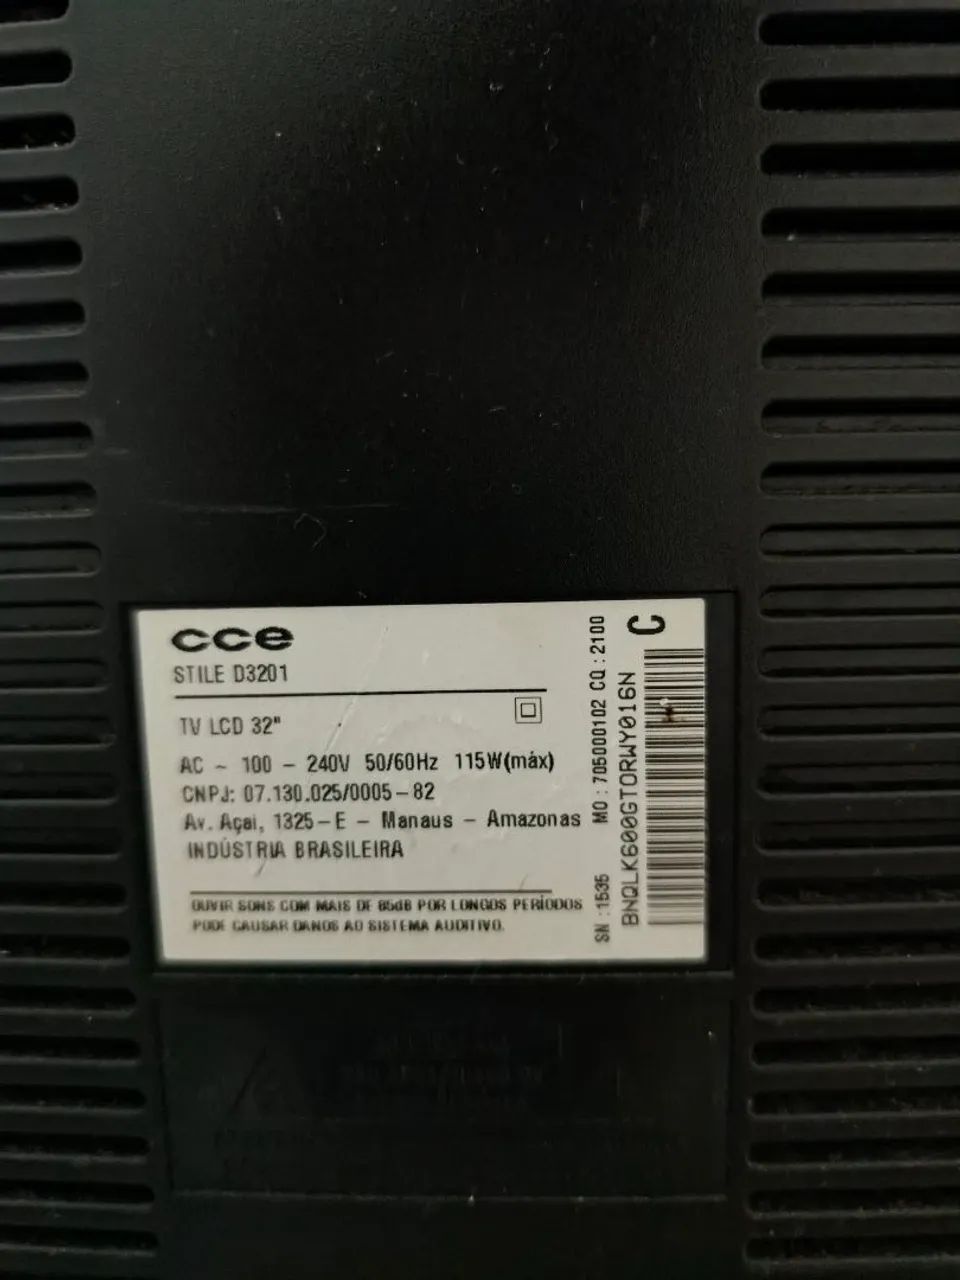 cce
STILE D3201
TV LCD 32"
AC ~ 100 - 240V 50/60Hz 115W(máx)
CNPJ: 07.130.025/0005-82
Av. Açai, 1325-E - Manaus - Amazonas
INDÚSTRIA BRASILEIRA
OUVIR SONS COM MAIS DE 85dB POR LONGOS PERÍODOS
PODE CAUSAR DANOS AO SISTEMA AUDITIVO.
SN:1535 MO:705000102 CQ:2100
BNQLK600GTORWY016N
C